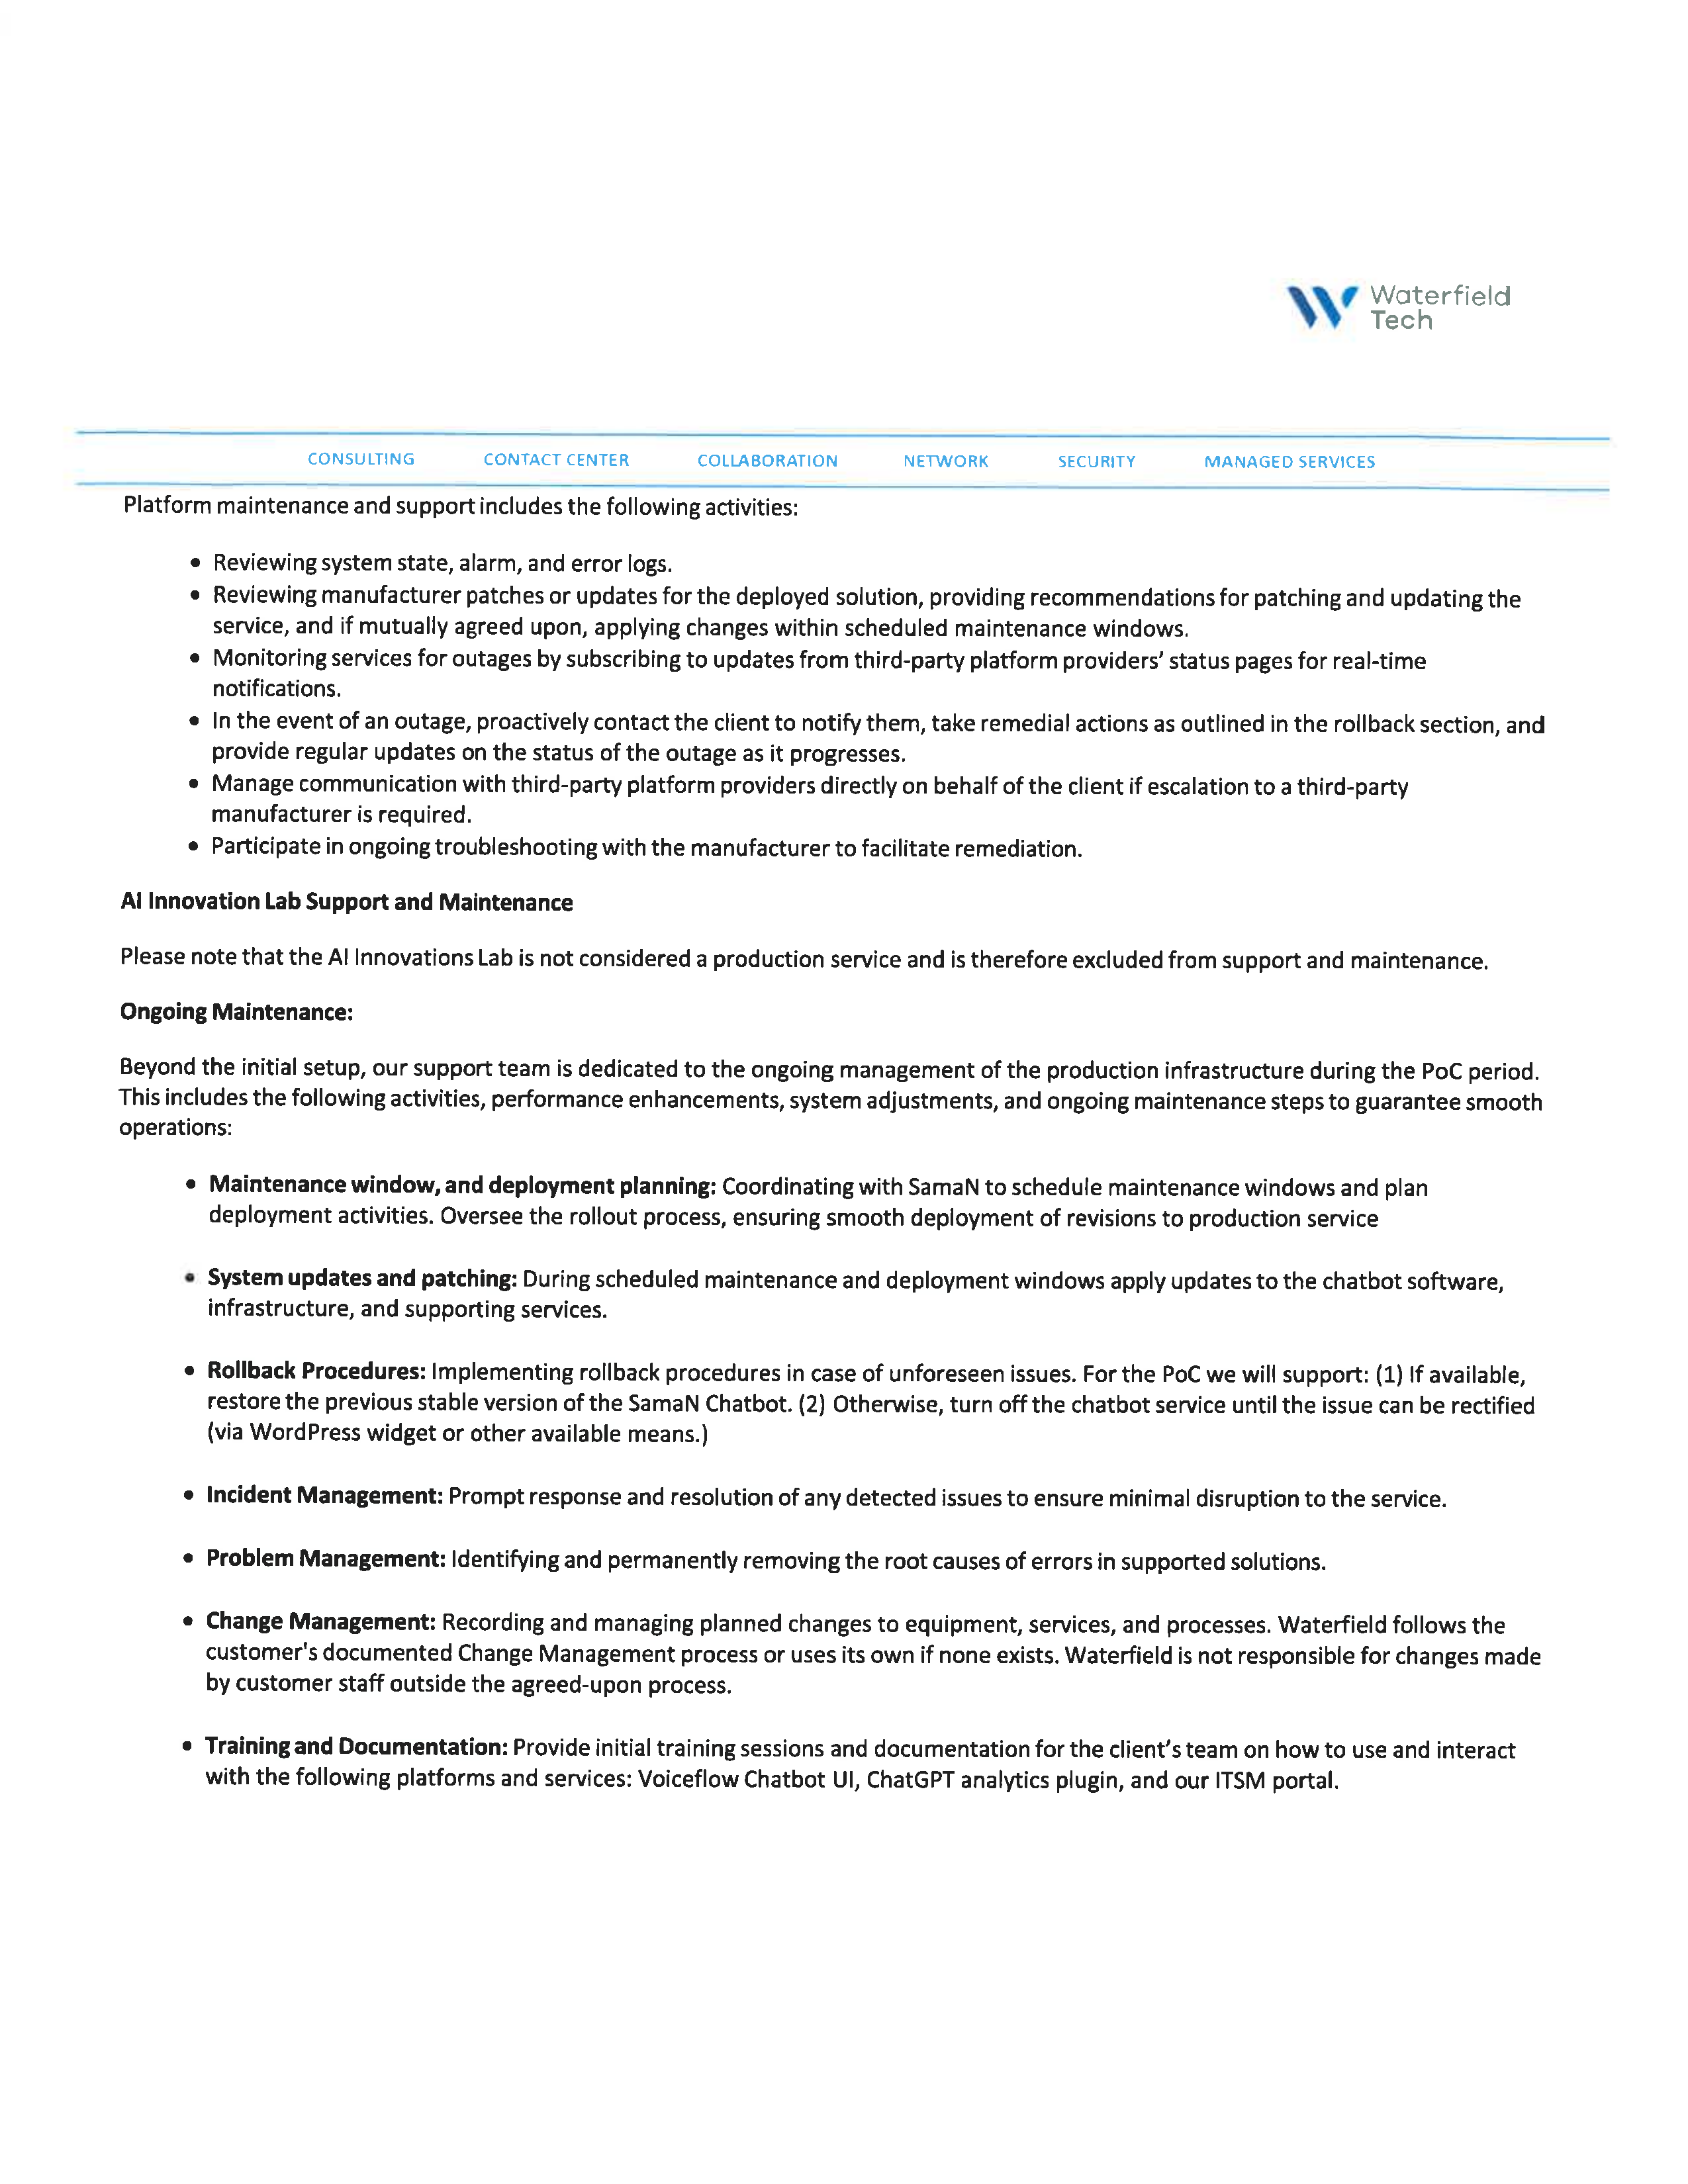 Waterfield
Tech
CONSULTING CONTACT CENTER COLLABORATION NETWORK SECURITY MANAGED SERVICES
Platform maintenance and support includes the following activities:
• Reviewing system state, alarm, and error logs.
• Reviewing manufacturer patches or updates for the deployed solution, providing recommendations for patching and updating the
service, and if mutually agreed upon, applying changes within scheduled maintenance windows.
• Monitoring services for outages by subscribing to updates from third-party platform providers' status pages for real-time
notifications.
• In the event of an outage, proactively contact the client to notify them, take remedial actions as outlined in the rollback section, and
provide regular updates on the status of the outage as it progresses.
• Manage communication with third-party platform providers directly on behalf of the client if escalation to a third-party
manufacturer is required.
• Participate in ongoing troubleshooting with the manufacturer to facilitate remediation.
AI Innovation Lab Support and Maintenance
Please note that the AI Innovations Lab is not considered a production service and is therefore excluded from support and maintenance.
Ongoing Maintenance:
Beyond the initial setup, our support team is dedicated to the ongoing management of the production infrastructure during the PoC period.
This includes the following activities, performance enhancements, system adjustments, and ongoing maintenance steps to guarantee smooth
operations:
• Maintenance window, and deployment planning: Coordinating with SamaN to schedule maintenance windows and plan
deployment activities. Oversee the rollout process, ensuring smooth deployment of revisions to production service
• System updates and patching: During scheduled maintenance and deployment windows apply updates to the chatbot software,
infrastructure, and supporting services.
• Rollback Procedures: Implementing rollback procedures in case of unforeseen issues. For the PoC we will support: (1) If available,
restore the previous stable version of the SamaN Chatbot. (2) Otherwise, turn off the chatbot service until the issue can be rectified
(via WordPress widget or other available means.)
• Incident Management: Prompt response and resolution of any detected issues to ensure minimal disruption to the service.
• Problem Management: Identifying and permanently removing the root causes of errors in supported solutions.
• Change Management: Recording and managing planned changes to equipment, services, and processes. Waterfield follows the
customer's documented Change Management process or uses its own if none exists. Waterfield is not responsible for changes made
by customer staff outside the agreed-upon process.
• Training and Documentation: Provide initial training sessions and documentation for the client's team on how to use and interact
with the following platforms and services: Voiceflow Chatbot UI, ChatGPT analytics plugin, and our ITSM portal.